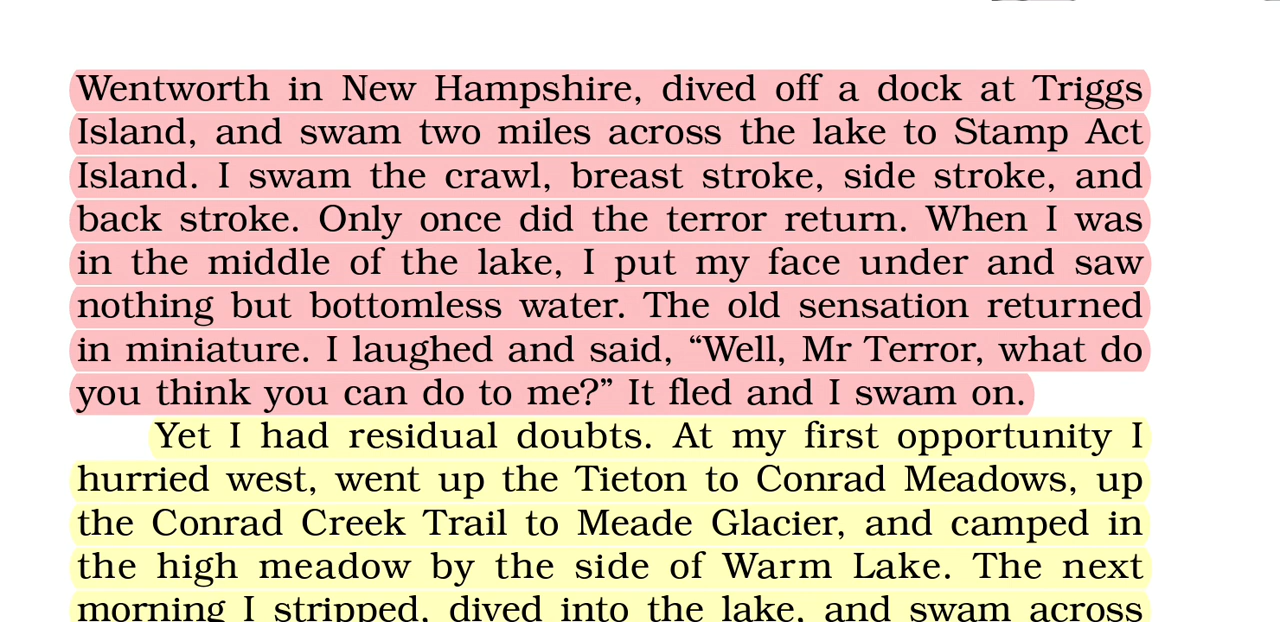 Wentworth in New Hampshire, dived off a dock at Triggs
Island, and swam two miles across the lake to Stamp Act
Island. I swam the crawl, breast stroke, side stroke, and
back stroke. Only once did the terror return. When I was
in the middle of the lake, I put my face under and saw
nothing but bottomless water. The old sensation returned
in miniature. I laughed and said, “Well, Mr Terror, what do
you think you can do to me?” It fled and I swam on.
Yet I had residual doubts. At my first opportunity I
hurried west, went up the Tieton to Conrad Meadows, up
the Conrad Creek Trail to Meade Glacier, and camped in
the high meadow by the side of Warm Lake. The next
morning I stripped, dived into the lake, and swam across